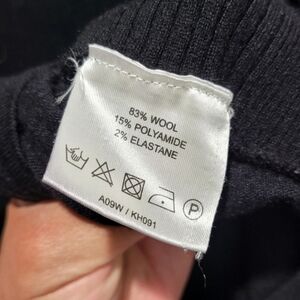 83% WOOL
15% POLYAMIDE
2% ELASTANE
P
A09W / KH091